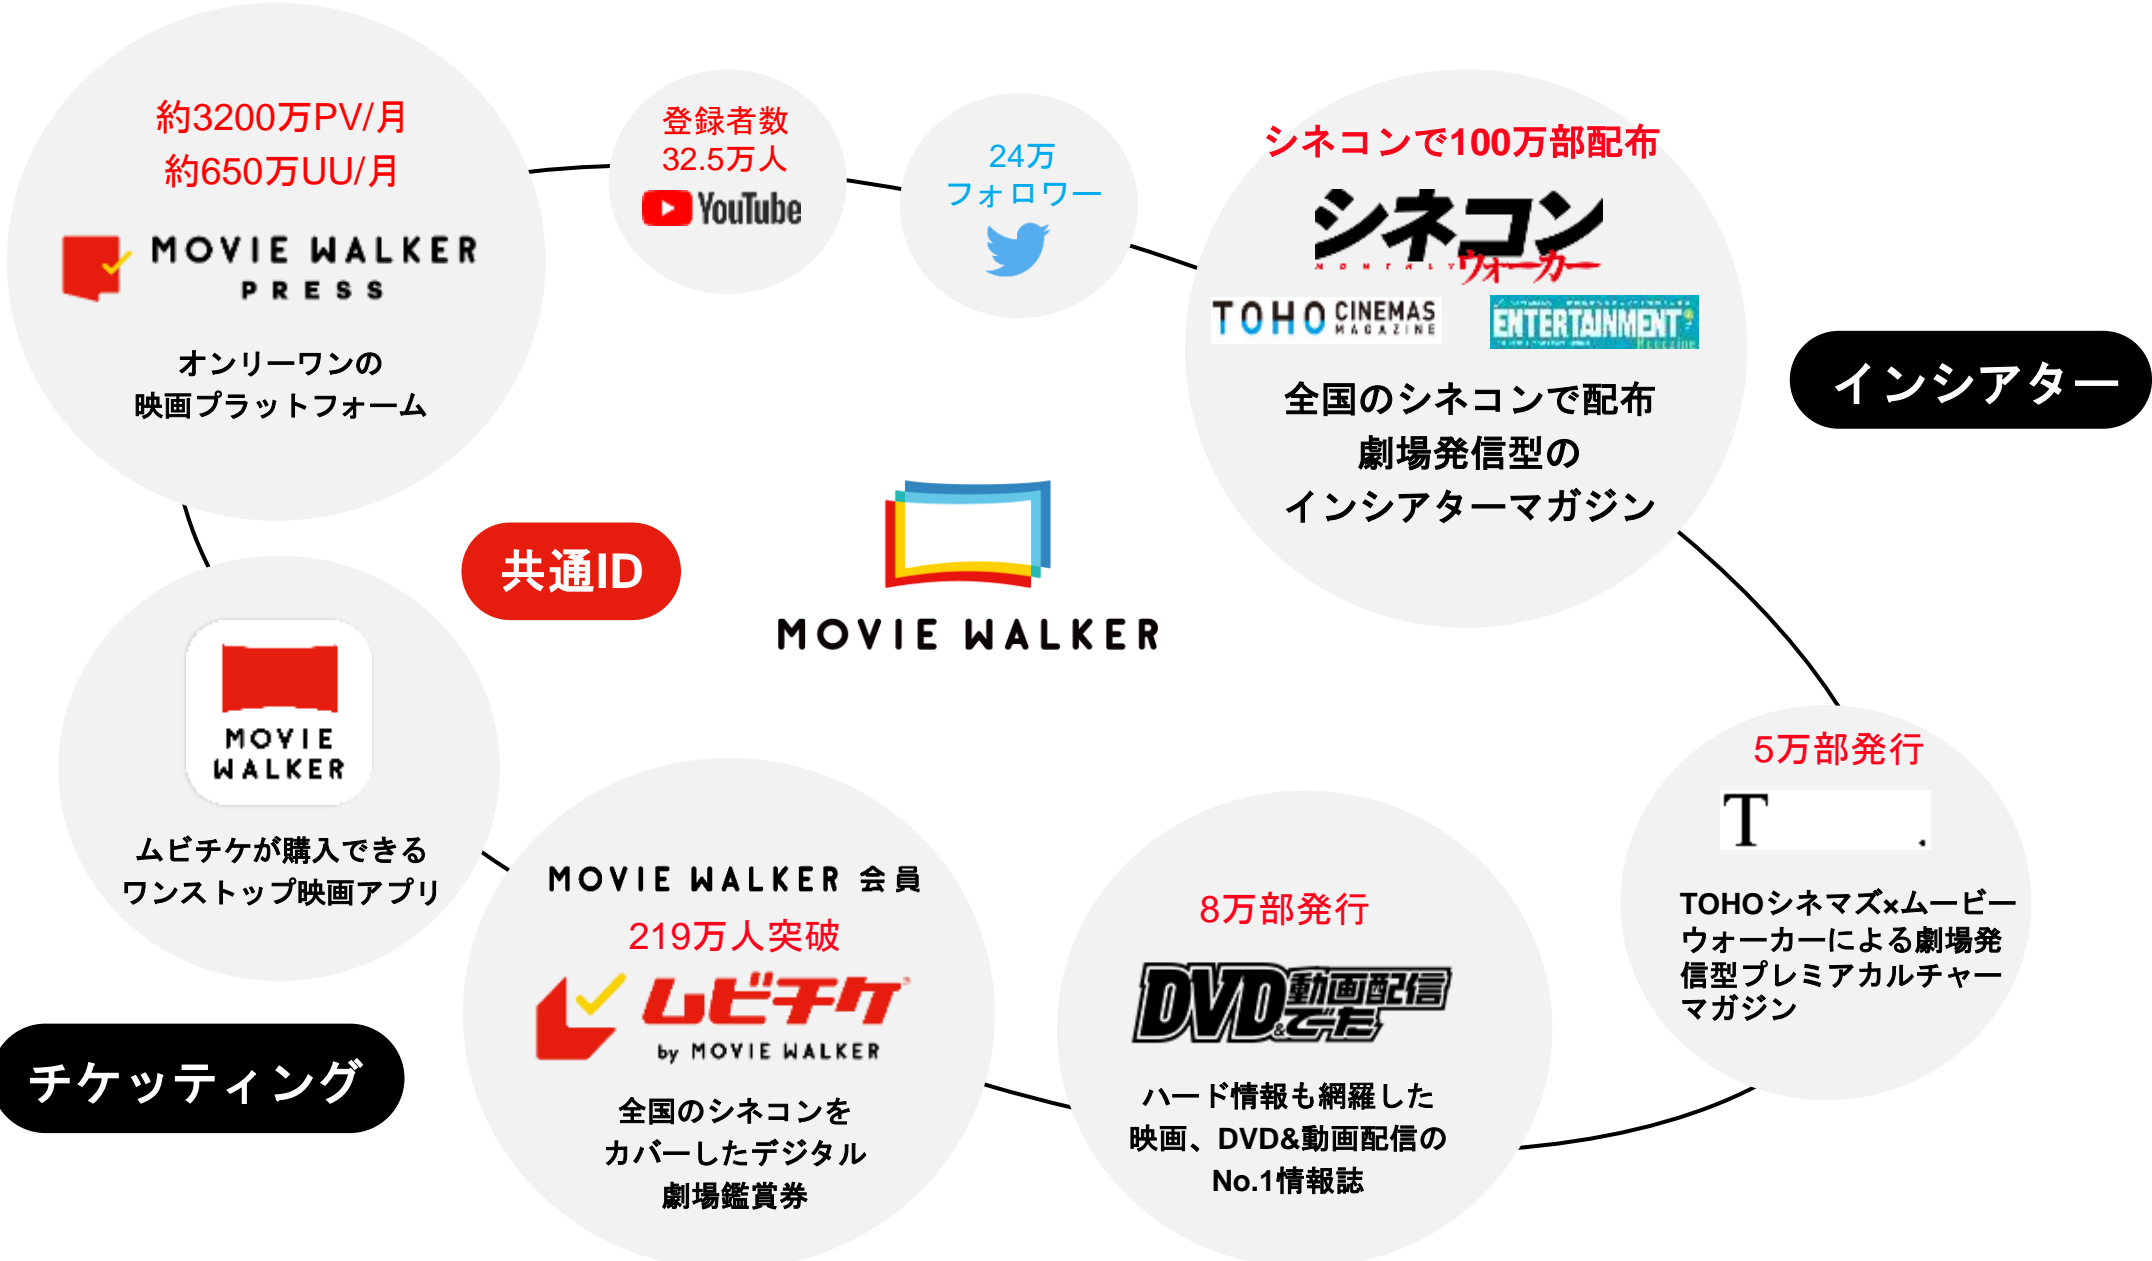 約3200万PV/月
約650万UU/月
MOVIE WALKER
PRESS
オンリーワンの
映画プラットフォーム
登録者数
32.5万人
YouTube
24万
フォロワー
シネコンで100万部配布
シネコン
MONTHLY ウォーカー
TOHO CINEMAS
MAGAZINE
ENTERTAINMENT
Magazine
全国のシネコンで配布
劇場発信型の
インシアターマガジン
インシアター
共通ID
MOVIE WALKER
MOVIE
WALKER
ムビチケが購入できる
ワンストップ映画アプリ
チケッティング
MOVIE WALKER 会員
219万人突破
ムビチケ
by MOVIE WALKER
全国のシネコンを
カバーしたデジタル
劇場鑑賞券
8万部発行
DVD&動画配信でーた
ハード情報も網羅した
映画、DVD&動画配信の
No.1情報誌
5万部発行
T .
TOHOシネマズ×ムービー
ウォーカーによる劇場発
信型プレミアカルチャー
マガジン